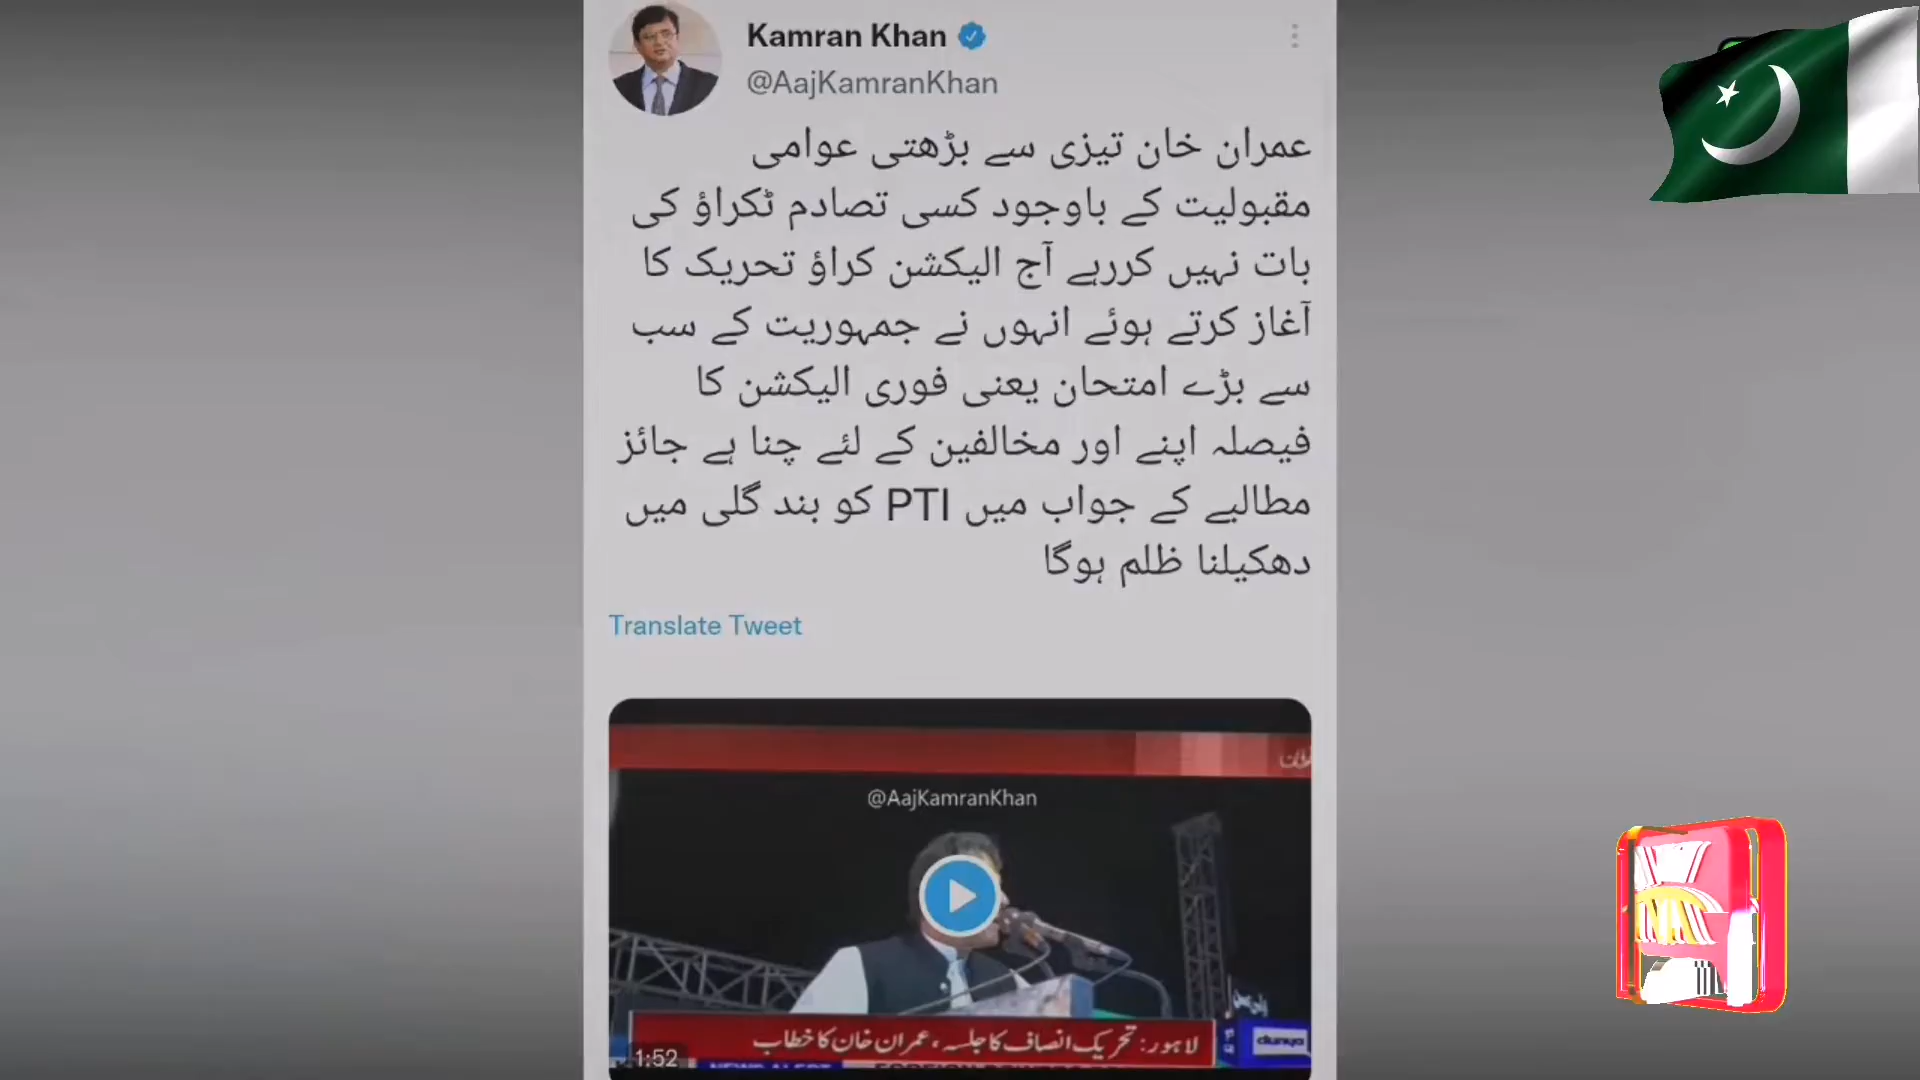 Kamran Khan
@AajKamranKhan
عمران خان تیزی سے بڑھتی عوامی
مقبولیت کے باوجود کسی تصادم ٹکراؤ کی
بات نہیں کررہے آج الیکشن کراؤ تحریک کا
آغاز کرتے ہوئے انہوں نے جمہوریت کے سب
سے بڑے امتحان یعنی فوری الیکشن کا
فیصلہ اپنے اور مخالفین کے لئے چنا ہے جائز
مطالبے کے جواب میں PTI کو بند گلی میں
دھکیلنا ظلم ہوگا
Translate Tweet
@AajKamranKhan
لاہور: تحریک انصاف کا جلسہ، عمران خان کا خطاب
dunya
1:52
NEWS ALERT